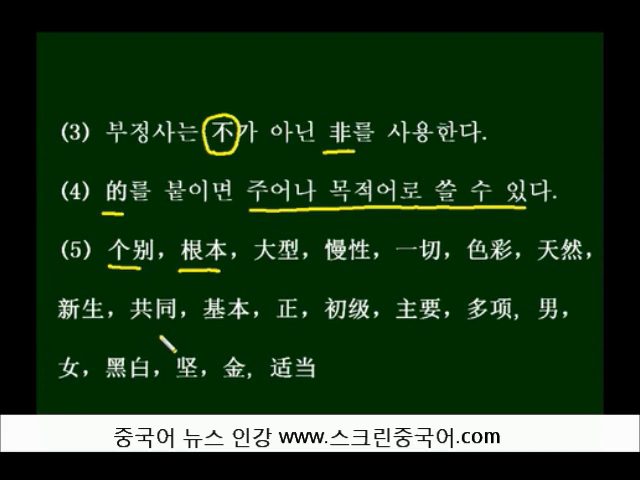 (3) 부정사는 不가 아닌 非를 사용한다.
(4) 的를 붙이면 주어나 목적어로 쓸 수 있다.
(5) 个别, 根本, 大型, 慢性, 一切, 色彩, 天然,
新生, 共同, 基本, 正, 初级, 主要, 多项, 男,
女, 黑白, 坚, 金, 适当
중국어 뉴스 인강 www.스크린중국어.com